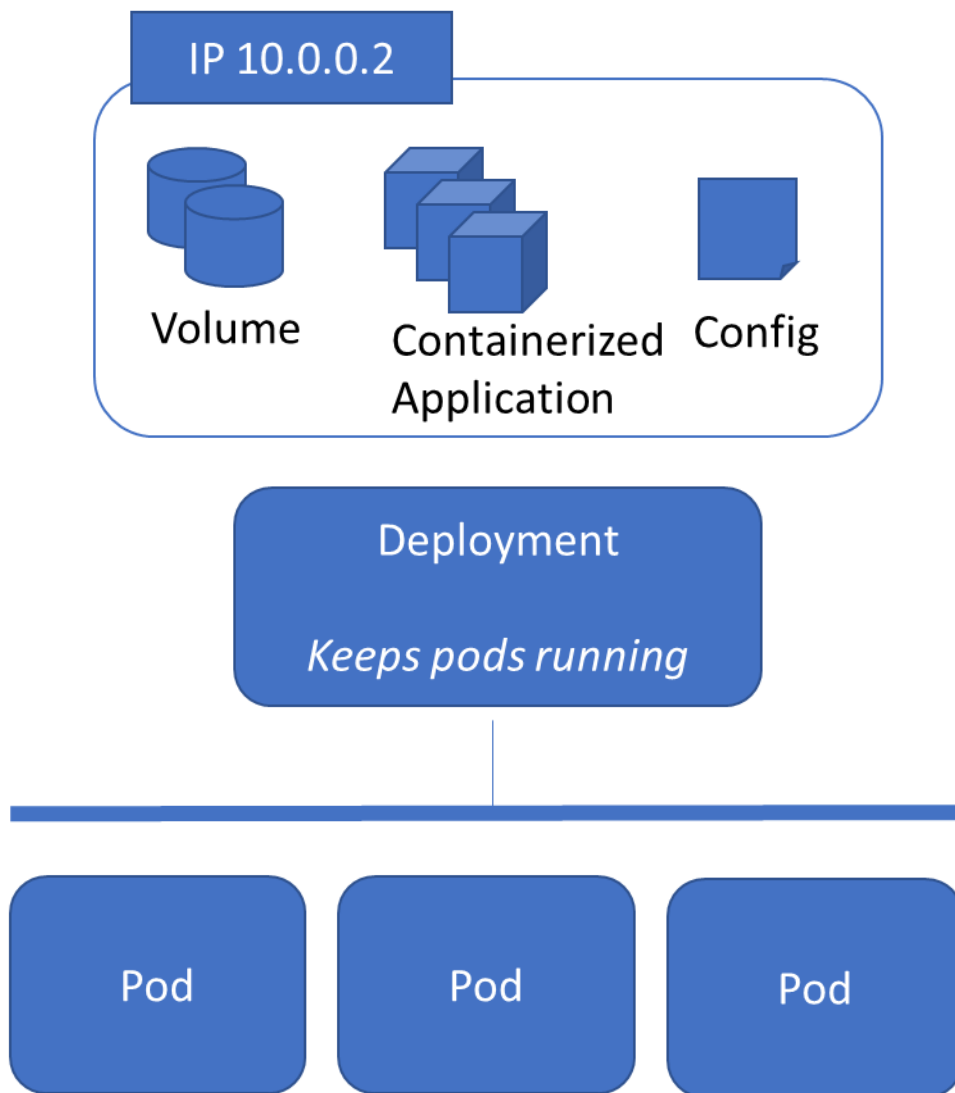 IP 10.0.0.2
Volume
Containerized
Application
Config
Deployment
Keeps pods running
Pod
Pod
Pod